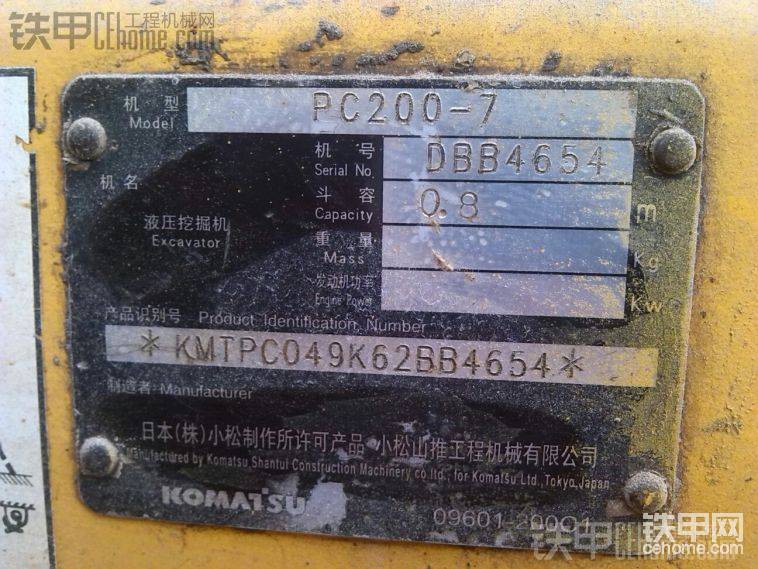 铁甲 工程机械网
CEhome.com
机型 PC200-7
Model
机号 DBB4654
Serial No.
机名
斗容 0.8 m
Capacity
液压挖掘机
Excavator
重量
Mass Kg
发动机功率
Engine Power Kw
产品识别号 Product Identification Number
*KMTPC049K62BB4654*
制造者: Manufacturer
日本(株)小松制作所许可产品 小松山推工程机械有限公司
Manufactured by Komatsu Shantui Construction Machinery co ltd., for Komatsu Ltd., Tokyo, Japan
KOMATSU
09601-20001
铁甲网
cehome.com